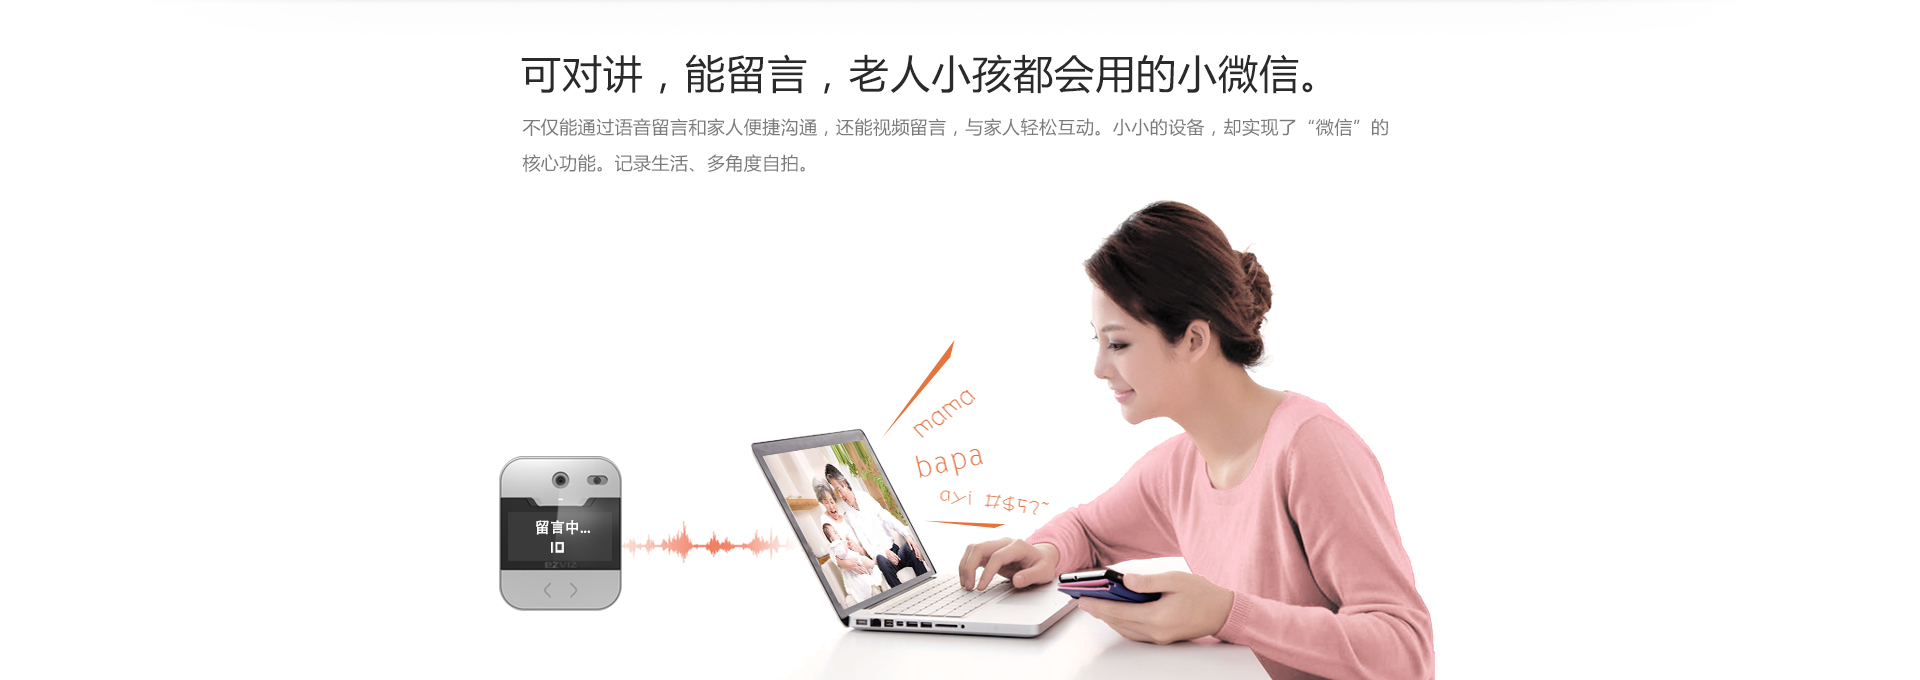 可对讲，能留言，老人小孩都会用的小微信。
不仅能通过语音留言和家人便捷沟通，还能视频留言，与家人轻松互动。小小的设备，却实现了“微信”的
核心功能。记录生活、多角度自拍。
mama
bapa
ayi #$5?~
留言中...
10
ezviz